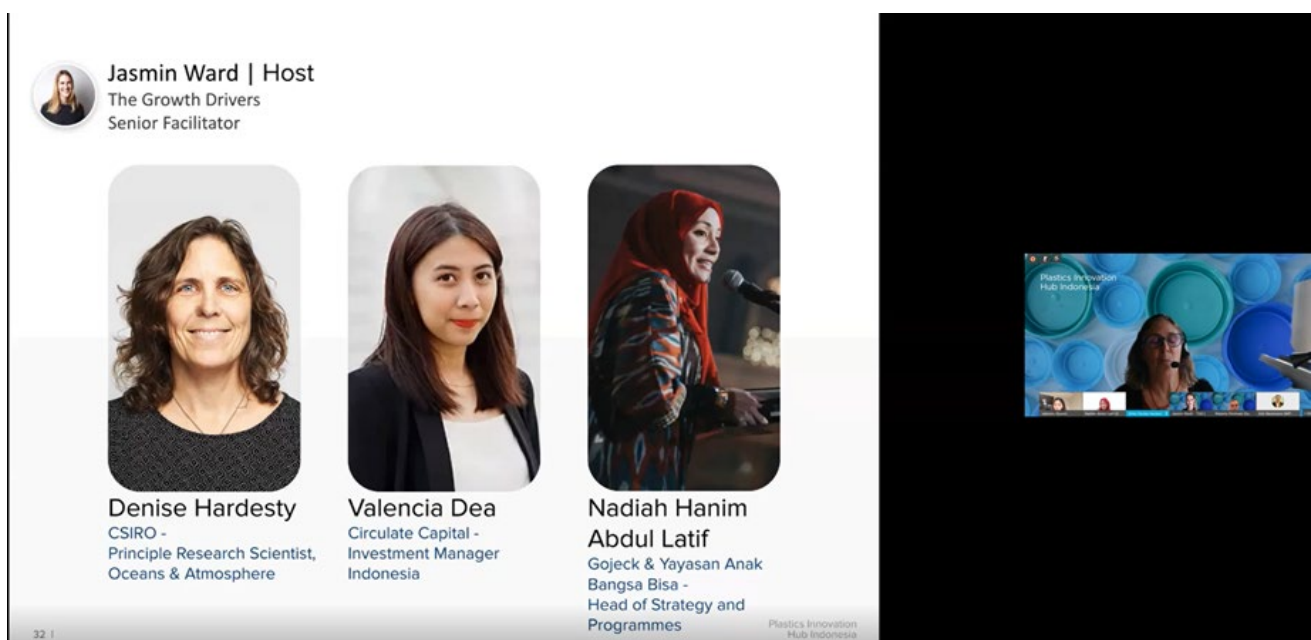 Jasmin Ward | Host
The Growth Drivers
Senior Facilitator
Denise Hardesty
CSIRO -
Principle Research Scientist,
Oceans & Atmosphere
Valencia Dea
Circulate Capital -
Investment Manager
Indonesia
Nadiah Hanim
Abdul Latif
Gojeck & Yayasan Anak
Bangsa Bisa -
Head of Strategy and
Programmes
32 |
Plastics Innovation
Hub Indonesia
Plastics Innovation
Hub Indonesia